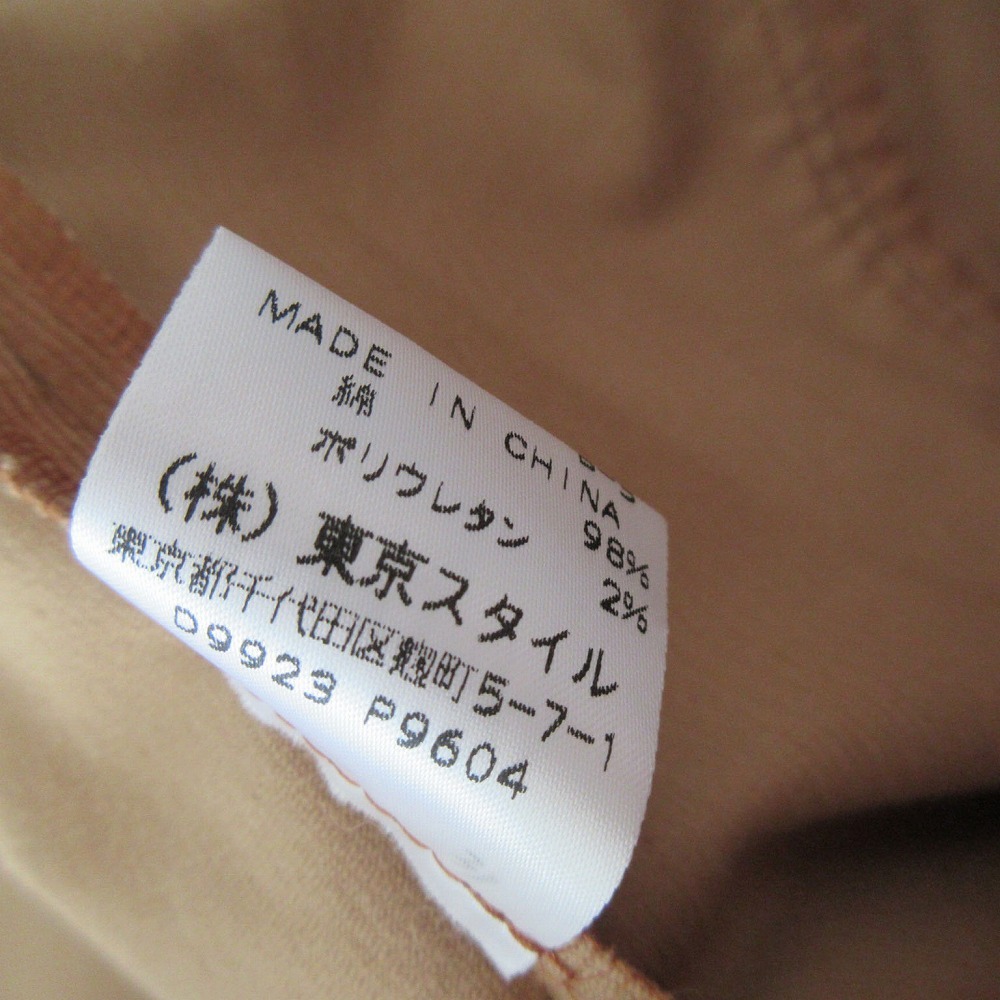 MADE IN CHINA
綿 98%
ポリウレタン 2%
(株)東京スタイル
東京都千代田区麹町5-7-1
D9923 P9604